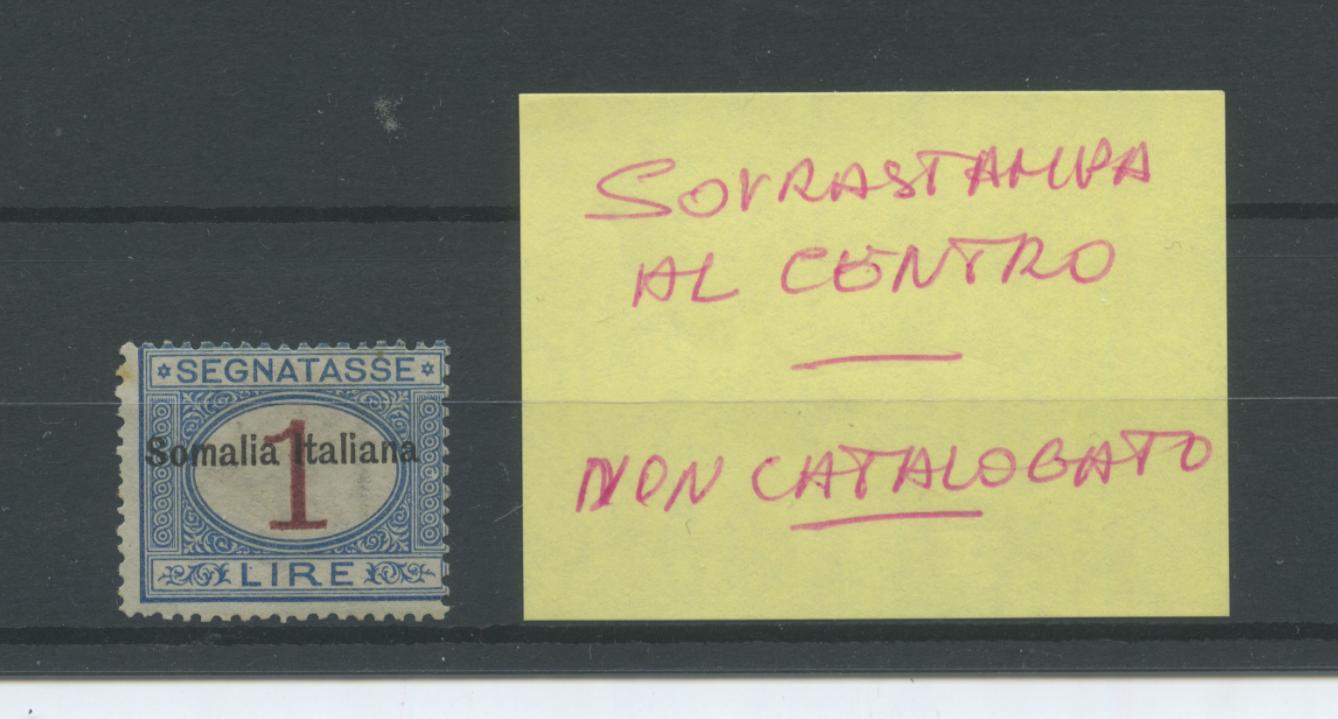 SEGNATASSE
Somalia Italiana
1
LIRE
SOVRASTAMPA
AL CENTRO
NON CATALOGATO